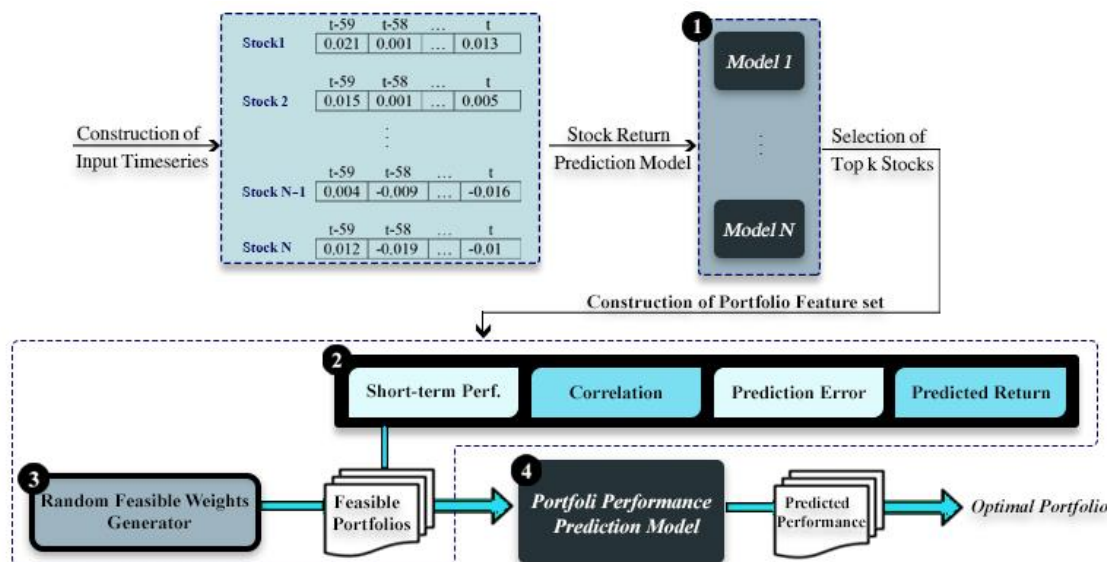 t-59 t-58 ... t
Stock1 0.021 0.001 ... 0.013
t-59 t-58 ... t
Stock 2 0.015 0.001 ... 0.005
t-59 t-58 ... t
Stock N-1 0.004 -0.009 ... -0.016
t-59 t-58 ... t
Stock N 0.012 -0.019 ... -0.01
Construction of
Input Timeseries
Stock Return
Prediction Model
1
Model 1
Model N
Selection of
Top k Stocks
Construction of Portfolio Feature set
2
Short-term Perf.
Correlation
Prediction Error
Predicted Return
3
Random Feasible Weights
Generator
Feasible
Portfolios
4
Portfoli Performance
Prediction Model
Predicted
Performance
Optimal Portfolio